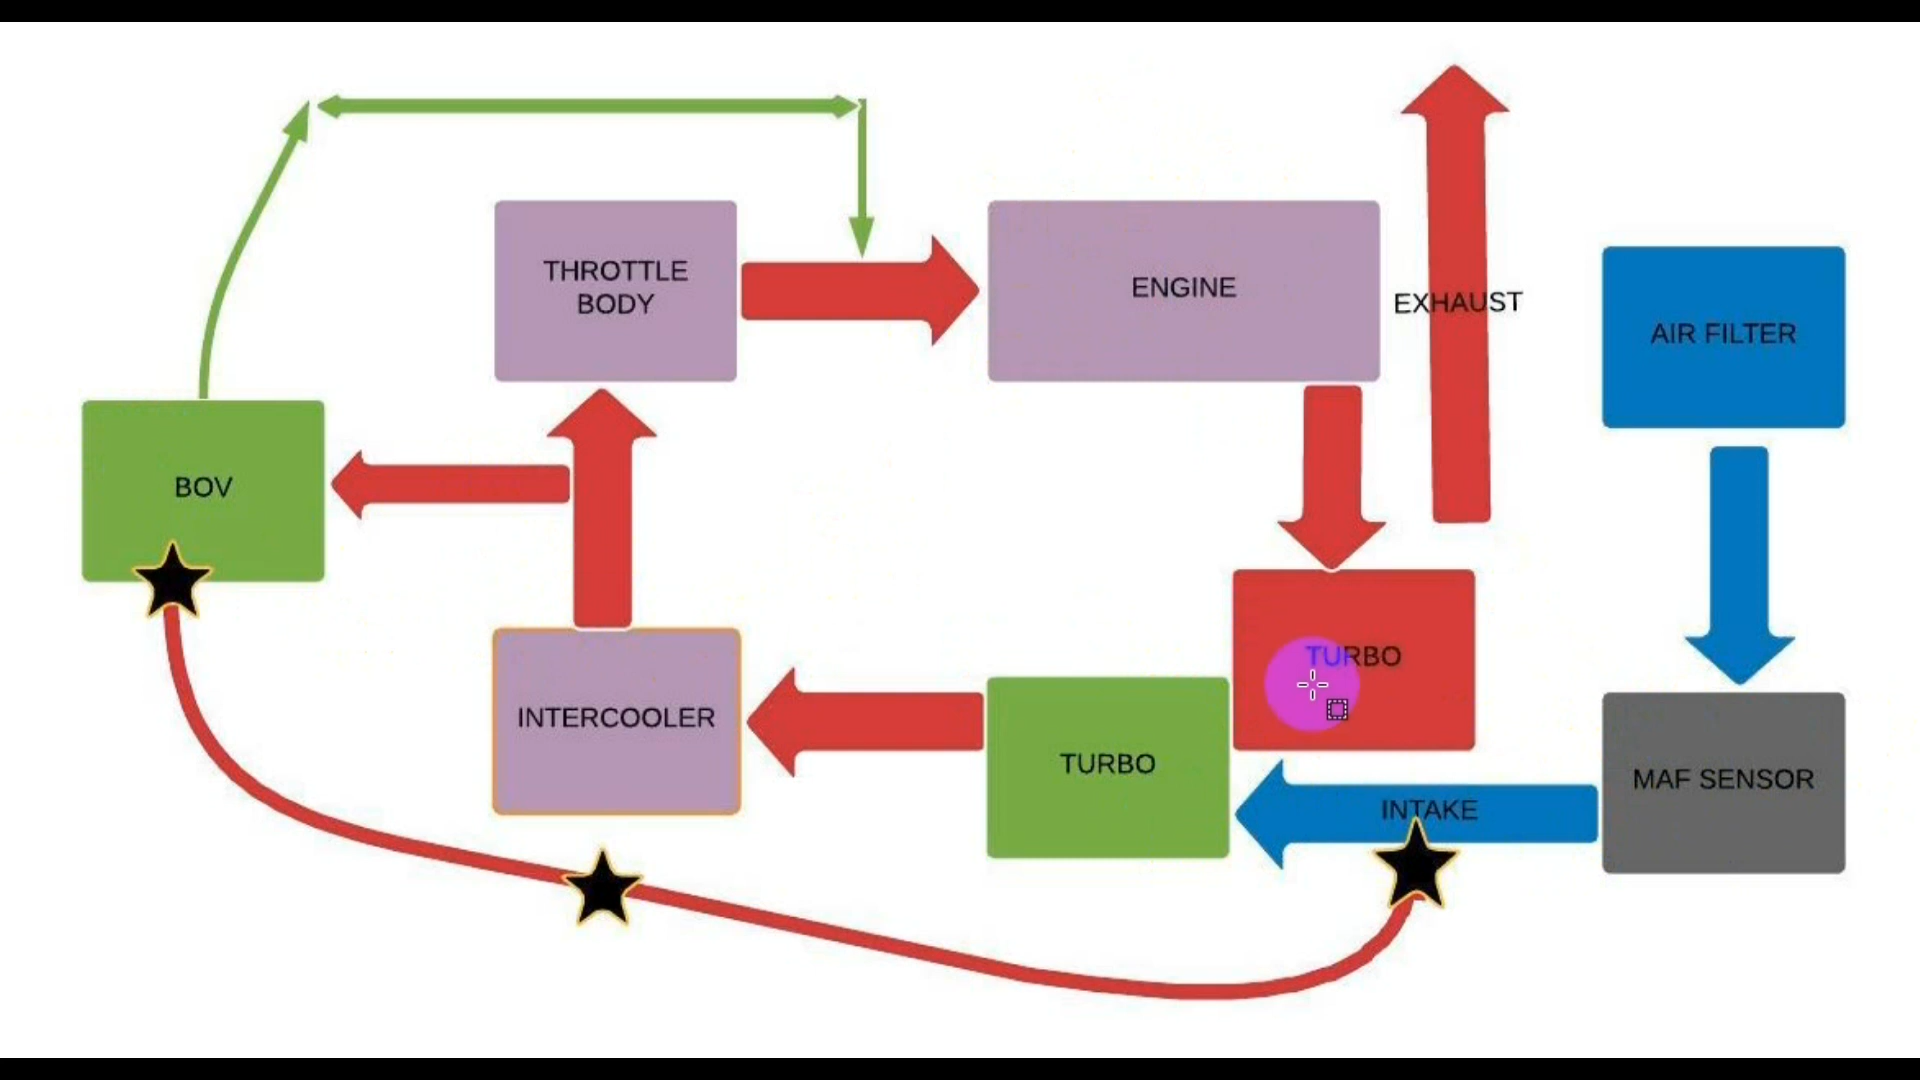 THROTTLE
BODY
ENGINE
EXHAUST
AIR FILTER
BOV
TURBO
INTERCOOLER
TURBO
MAF SENSOR
INTAKE